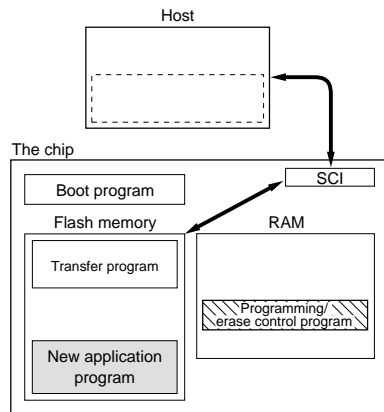 Host
The chip
SCI
Boot program
Flash memory
RAM
Transfer program
Programming/
erase control program
New application
program